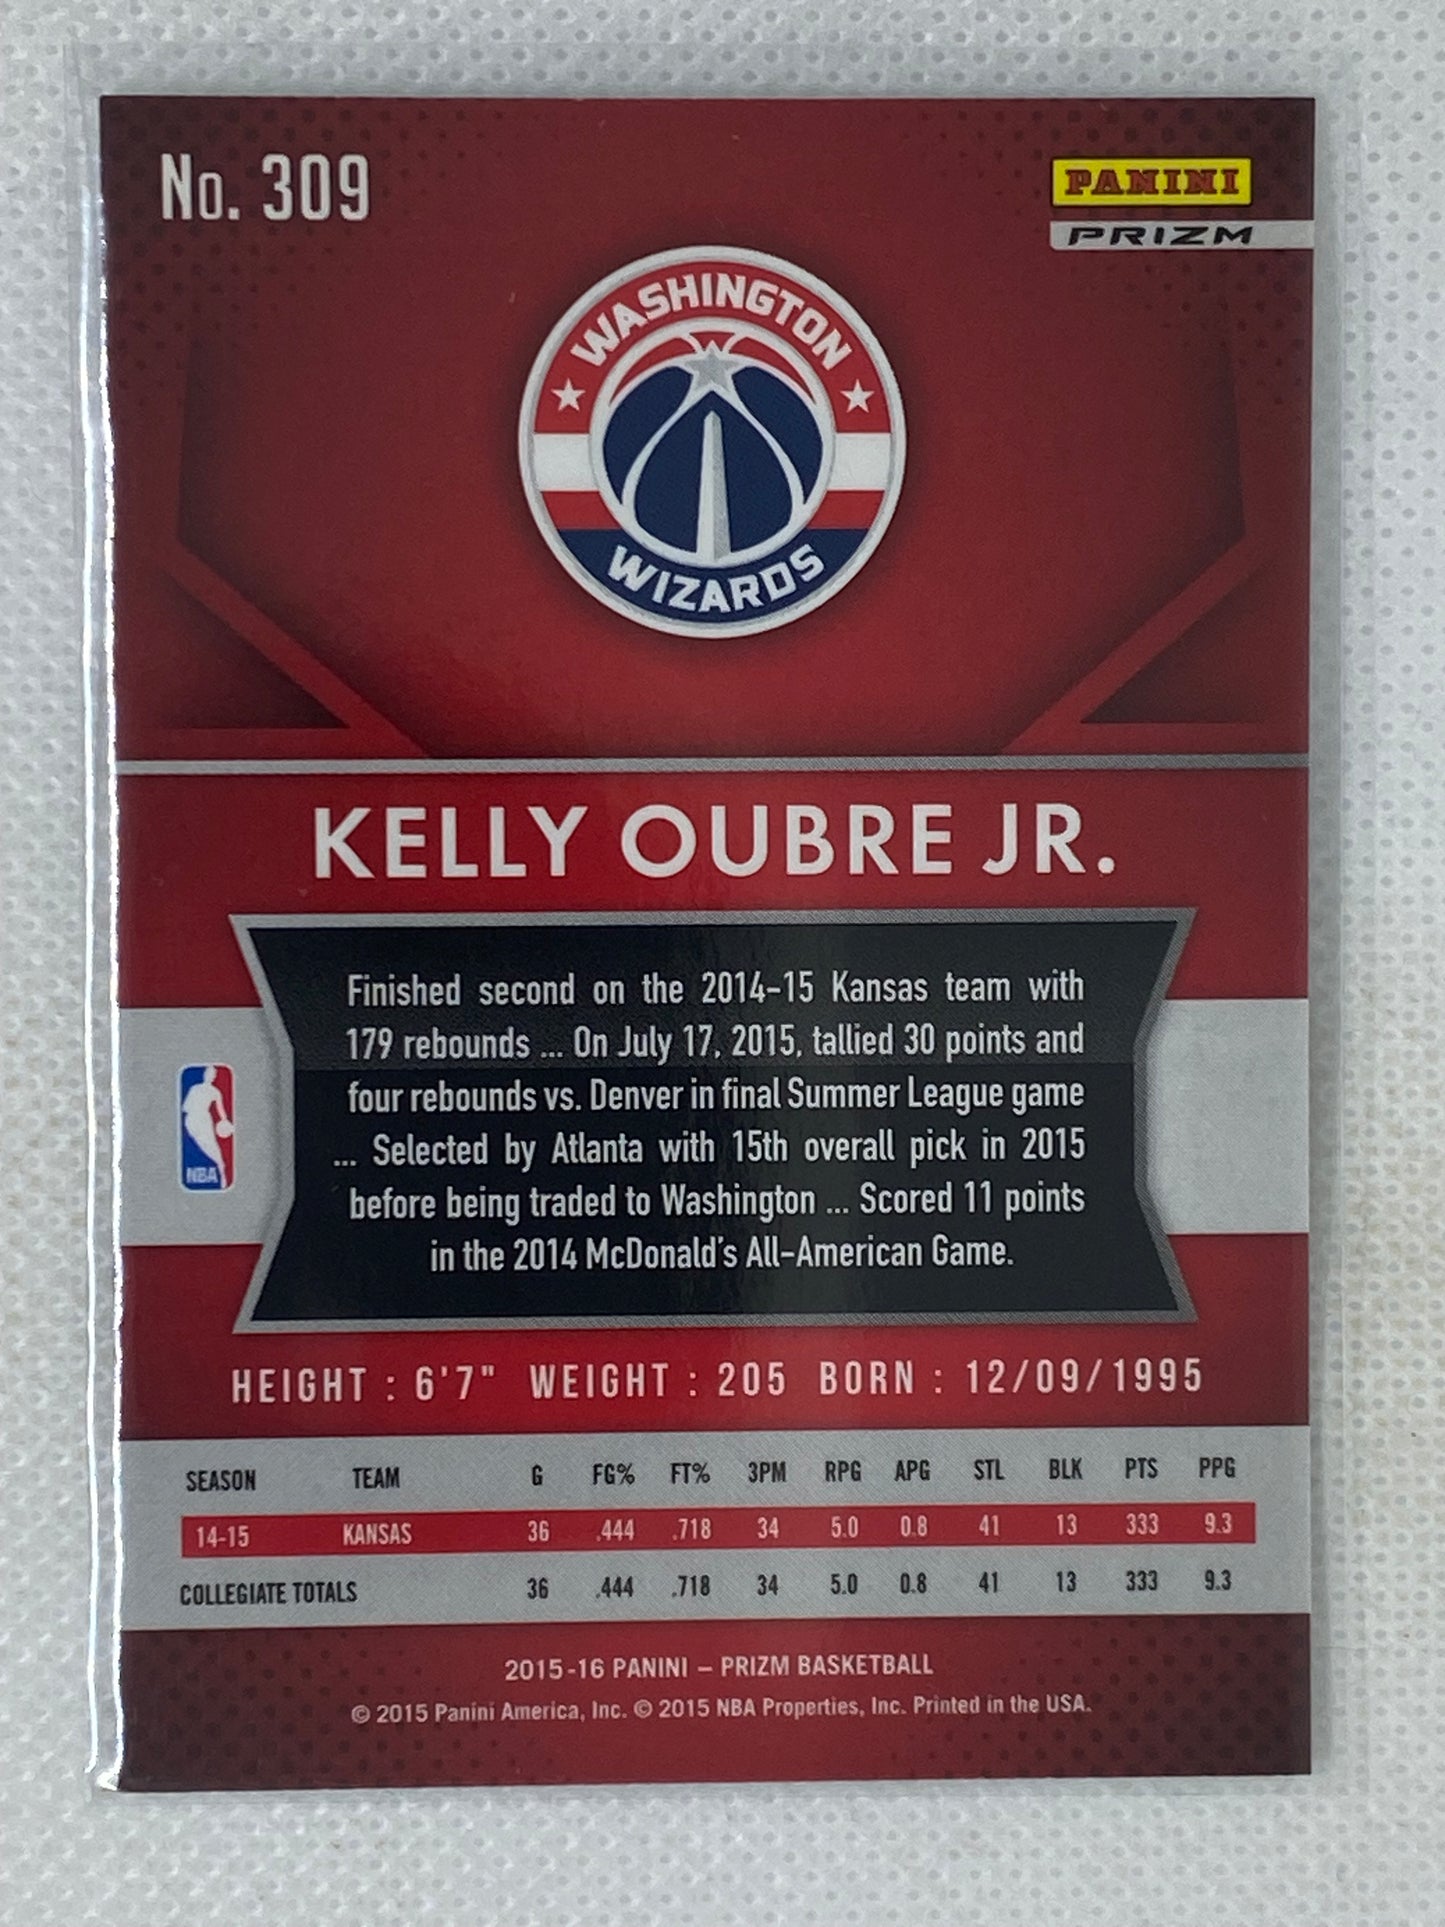 No. 309
PANINI
PRIZM
WASHINGTON
WIZARDS
KELLY OUBRE JR.
Finished second on the 2014-15 Kansas team with
179 rebounds ... On July 17, 2015, tallied 30 points and
four rebounds vs. Denver in final Summer League game
... Selected by Atlanta with 15th overall pick in 2015
before being traded to Washington ... Scored 11 points
in the 2014 McDonald's All-American Game.
NBA
HEIGHT : 6'7" WEIGHT : 205 BORN : 12/09/1995
SEASON TEAM G FG% FT% 3PM RPG APG STL BLK PTS PPG
14-15 KANSAS 36 .444 .718 34 5.0 0.8 41 13 333 9.3
COLLEGIATE TOTALS 36 .444 .718 34 5.0 0.8 41 13 333 9.3
2015-16 PANINI – PRIZM BASKETBALL
© 2015 Panini America, Inc. © 2015 NBA Properties, Inc. Printed in the USA.